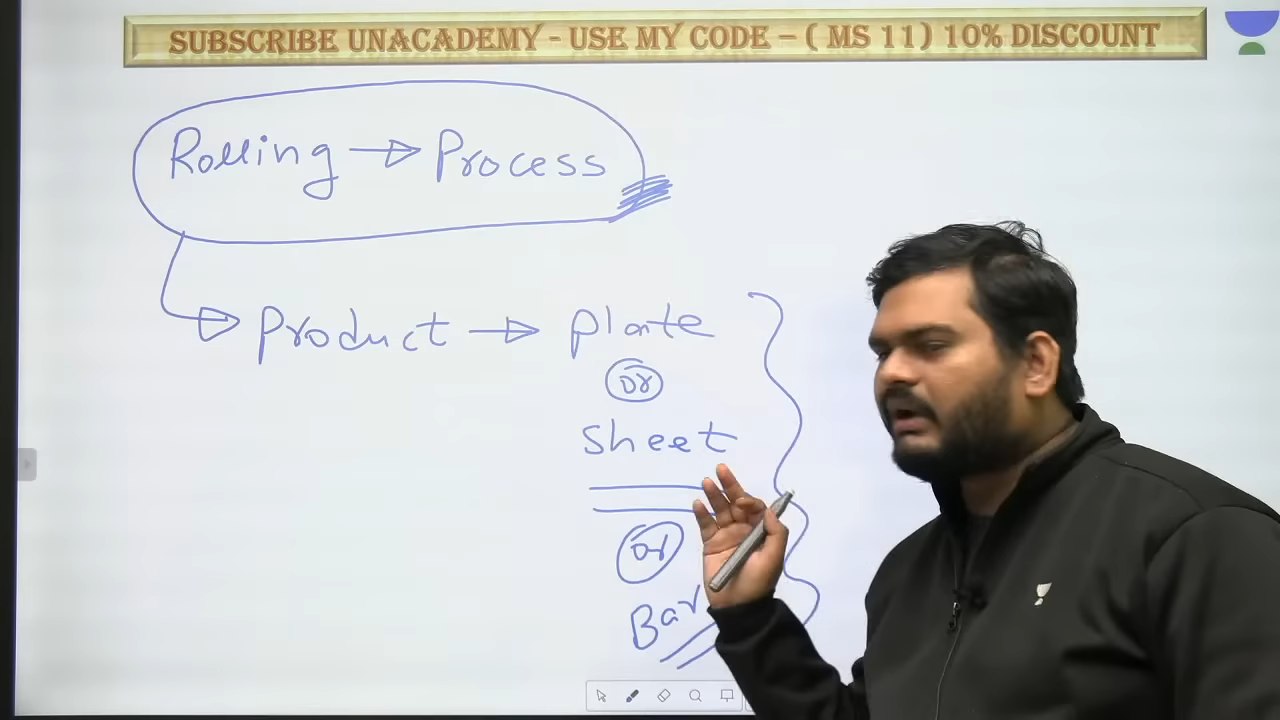 SUBSCRIBE UNACADEMY - USE MY CODE - ( MS 11) 10% DISCOUNT
Rolling → Process
Product → plate
or
sheet
or
Bar